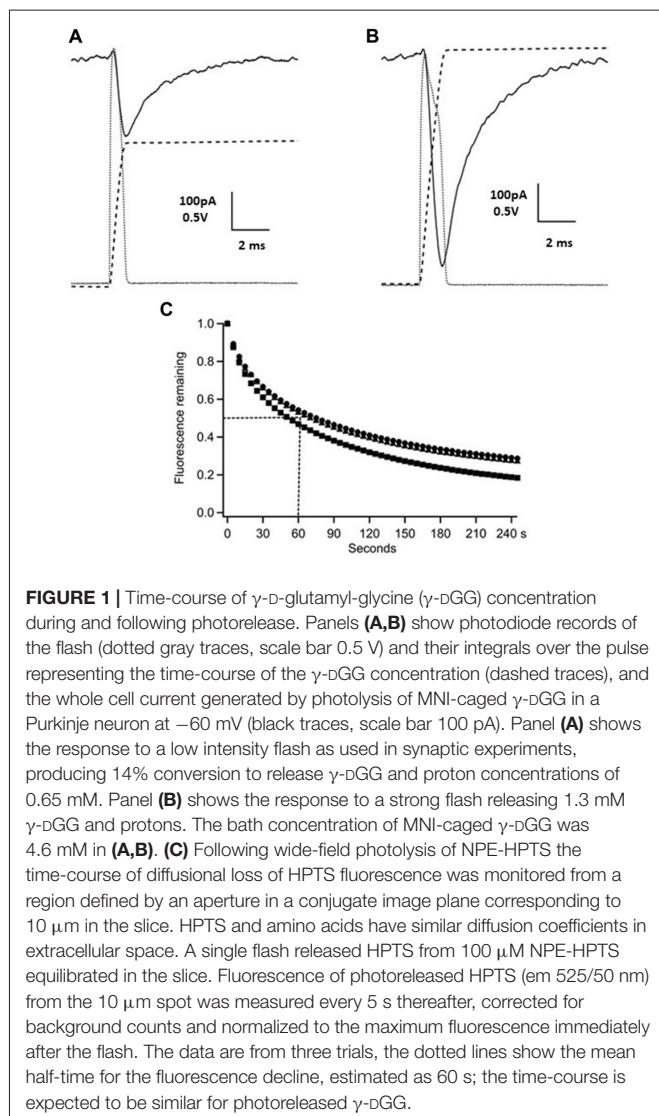 A
B
100pA
0.5V
2 ms
100pA
0.5V
2 ms
C
Fluorescence remaining
1.0
0.8
0.6
0.4
0.2
0.0
0 30 60 90 120 150 180 210 240 s
Seconds
FIGURE 1 | Time-course of γ-D-glutamyl-glycine (γ-DGG) concentration
during and following photorelease. Panels (A,B) show photodiode records of
the flash (dotted gray traces, scale bar 0.5 V) and their integrals over the pulse
representing the time-course of the γ-DGG concentration (dashed traces), and
the whole cell current generated by photolysis of MNI-caged γ-DGG in a
Purkinje neuron at −60 mV (black traces, scale bar 100 pA). Panel (A) shows
the response to a low intensity flash as used in synaptic experiments,
producing 14% conversion to release γ-DGG and proton concentrations of
0.65 mM. Panel (B) shows the response to a strong flash releasing 1.3 mM
γ-DGG and protons. The bath concentration of MNI-caged γ-DGG was
4.6 mM in (A,B). (C) Following wide-field photolysis of NPE-HPTS the
time-course of diffusional loss of HPTS fluorescence was monitored from a
region defined by an aperture in a conjugate image plane corresponding to
10 μm in the slice. HPTS and amino acids have similar diffusion coefficients in
extracellular space. A single flash released HPTS from 100 μM NPE-HPTS
equilibrated in the slice. Fluorescence of photoreleased HPTS (em 525/50 nm)
from the 10 μm spot was measured every 5 s thereafter, corrected for
background counts and normalized to the maximum fluorescence immediately
after the flash. The data are from three trials, the dotted lines show the mean
half-time for the fluorescence decline, estimated as 60 s; the time-course is
expected to be similar for photoreleased γ-DGG.